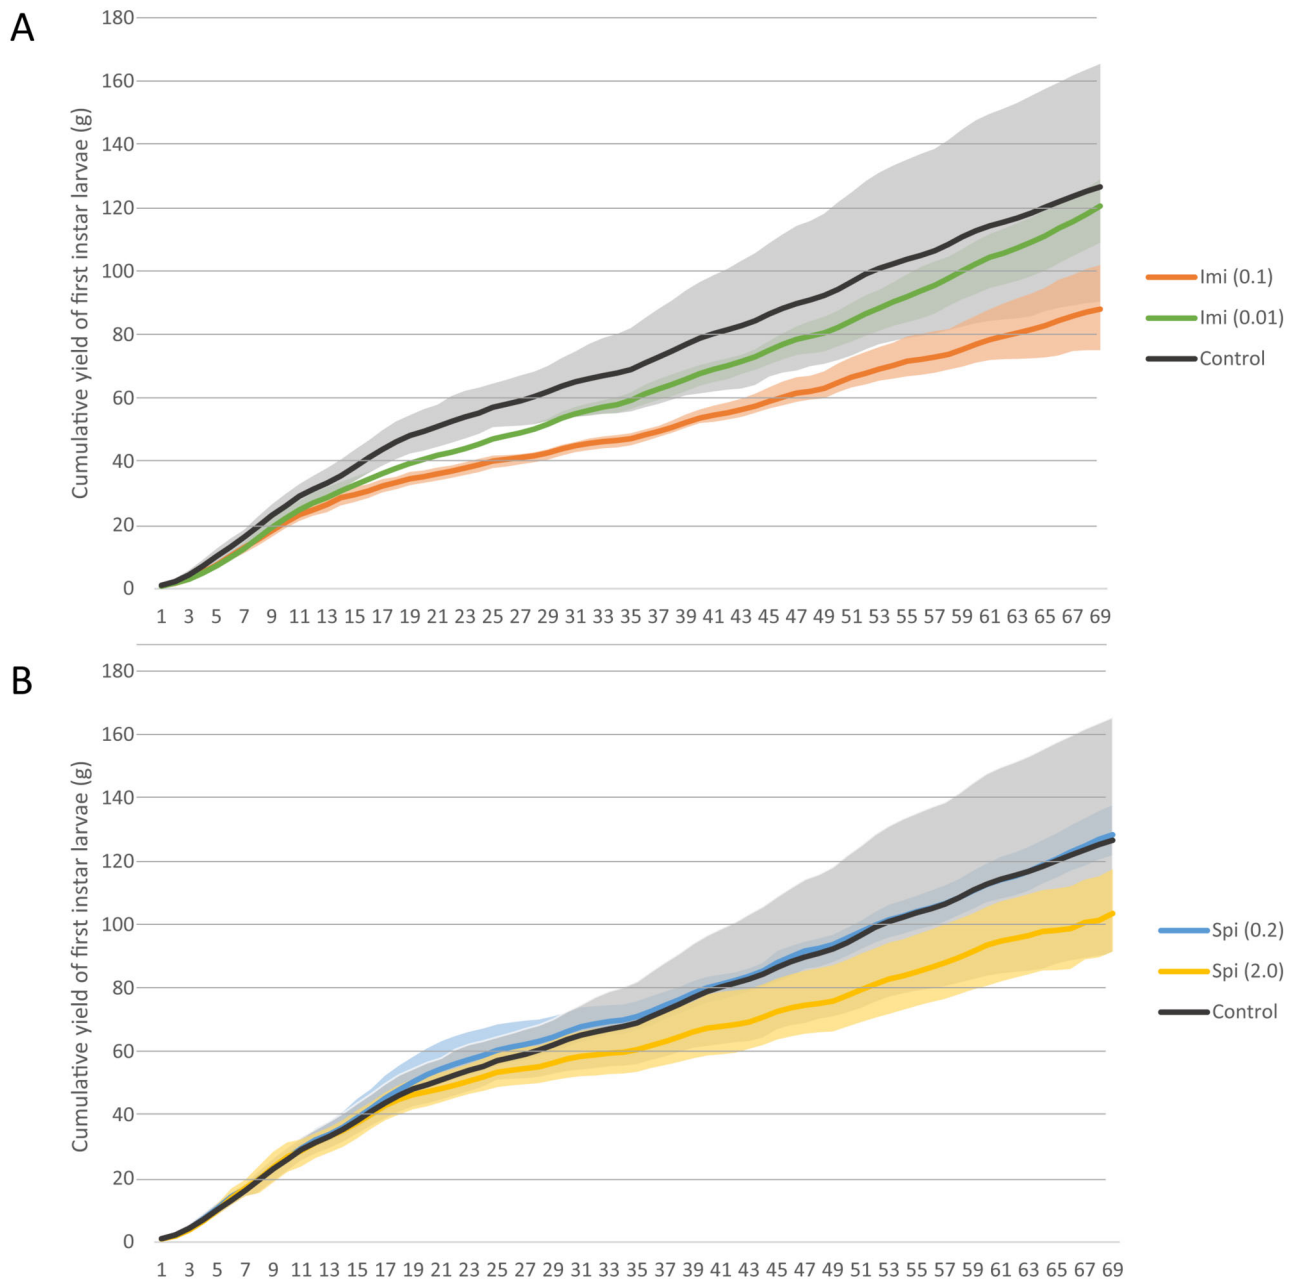 A
Cumulative yield of first instar larvae (g)
180
160
140
120
100
80
60
40
20
0
1 3 5 7 9 11 13 15 17 19 21 23 25 27 29 31 33 35 37 39 41 43 45 47 49 51 53 55 57 59 61 63 65 67 69
Imi (0.1)
Imi (0.01)
Control
B
Cumulative yield of first instar larvae (g)
180
160
140
120
100
80
60
40
20
0
1 3 5 7 9 11 13 15 17 19 21 23 25 27 29 31 33 35 37 39 41 43 45 47 49 51 53 55 57 59 61 63 65 67 69
Spi (0.2)
Spi (2.0)
Control